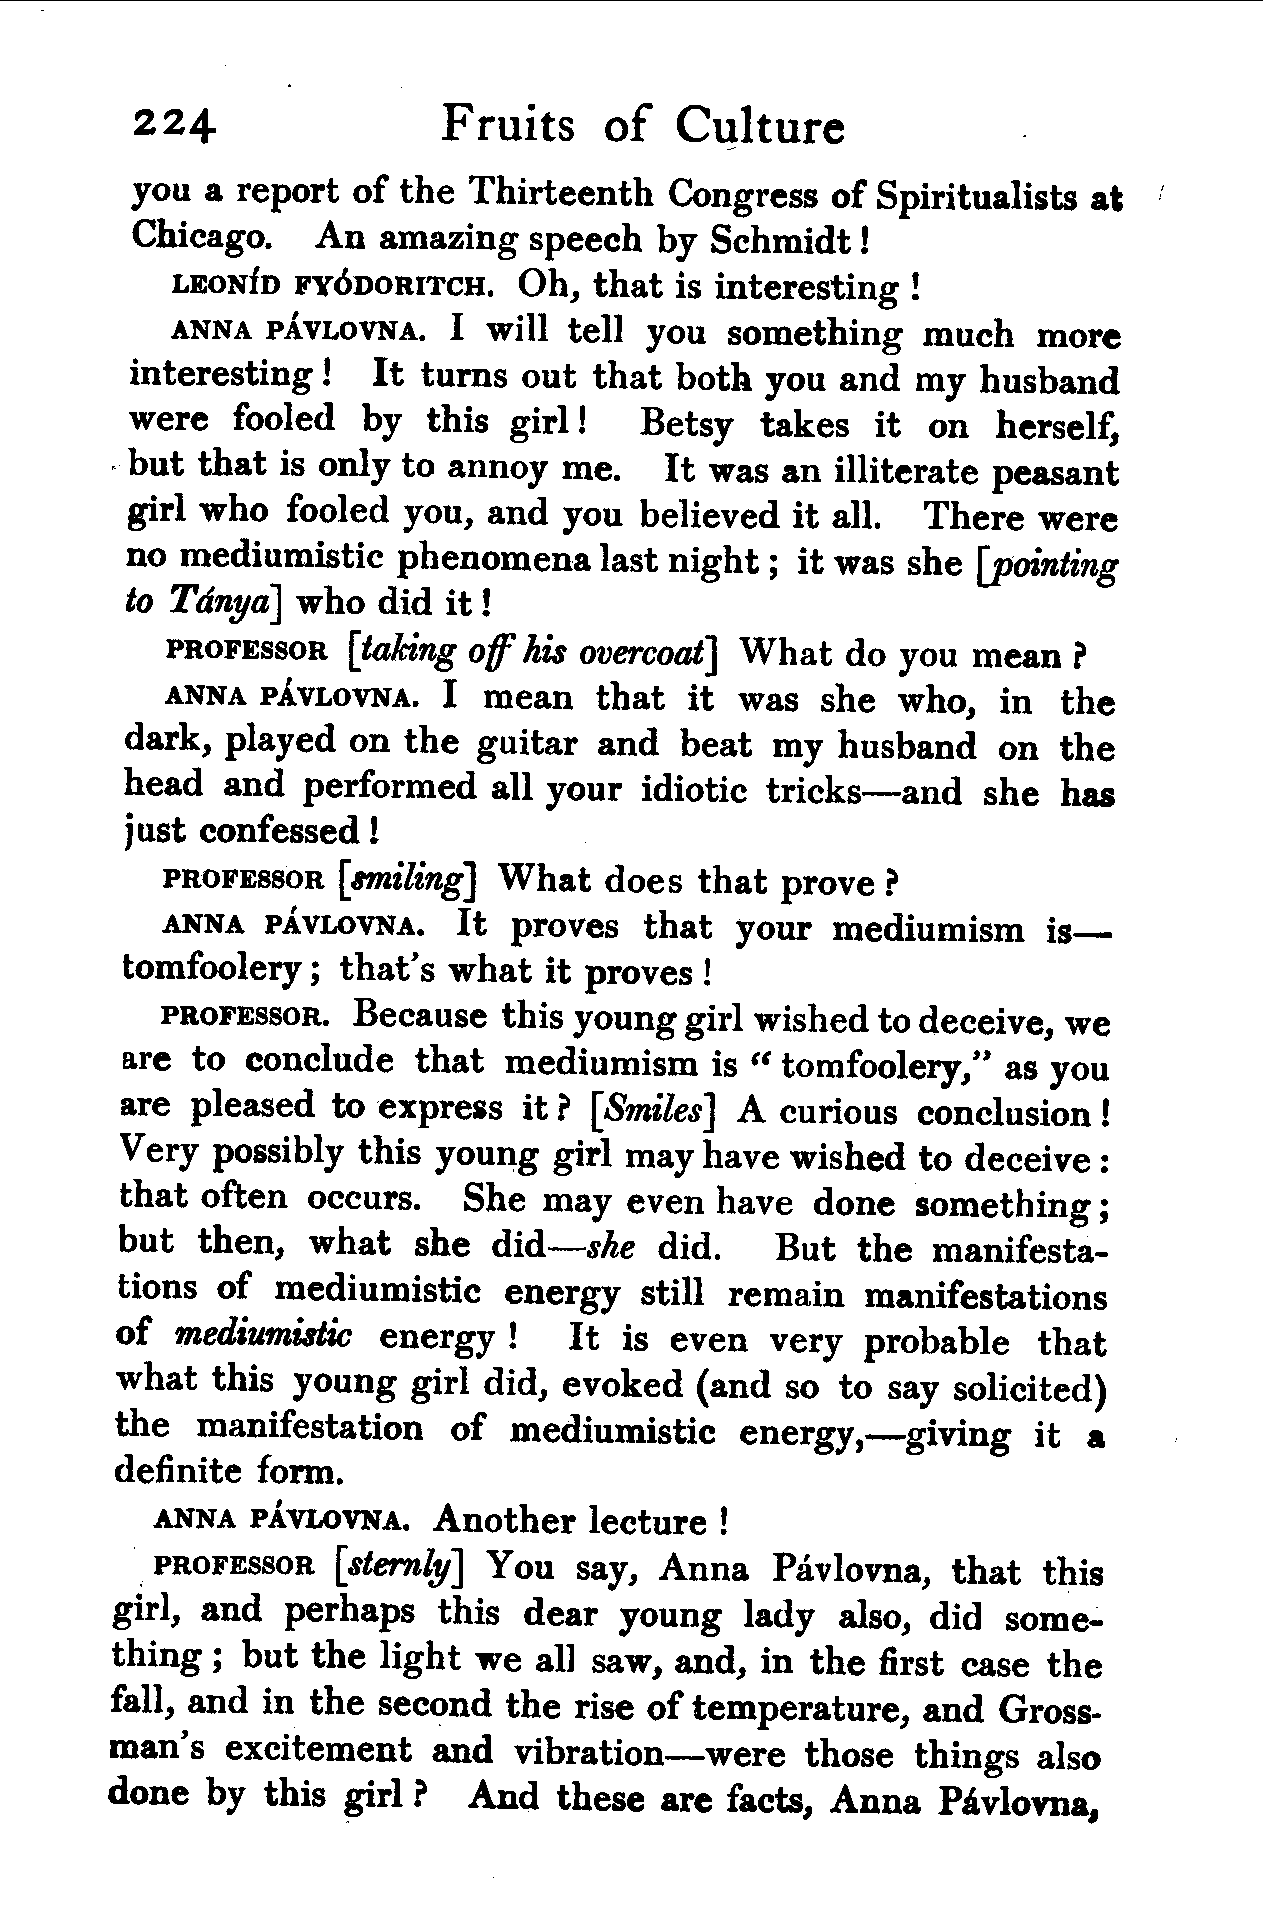 224 Fruits of Culture
you a report of the Thirteenth Congress of Spiritualists at
Chicago. An amazing speech by Schmidt!
LEONÍD FYÓDORITCH. Oh, that is interesting!
ANNA PÁVLOVNA. I will tell you something much more
interesting! It turns out that both you and my husband
were fooled by this girl! Betsy takes it on herself,
but that is only to annoy me. It was an illiterate peasant
girl who fooled you, and you believed it all. There were
no mediumistic phenomena last night; it was she [pointing
to Tánya] who did it!
PROFESSOR [taking off his overcoat] What do you mean?
ANNA PÁVLOVNA. I mean that it was she who, in the
dark, played on the guitar and beat my husband on the
head and performed all your idiotic tricks—and she has
just confessed!
PROFESSOR [smiling] What does that prove?
ANNA PÁVLOVNA. It proves that your mediumism is—
tomfoolery; that's what it proves!
PROFESSOR. Because this young girl wished to deceive, we
are to conclude that mediumism is "tomfoolery," as you
are pleased to express it? [Smiles] A curious conclusion!
Very possibly this young girl may have wished to deceive:
that often occurs. She may even have done something;
but then, what she did—she did. But the manifesta-
tions of mediumistic energy still remain manifestations
of mediumistic energy! It is even very probable that
what this young girl did, evoked (and so to say solicited)
the manifestation of mediumistic energy,—giving it a
definite form.
ANNA PÁVLOVNA. Another lecture!
PROFESSOR [sternly] You say, Anna Pávlovna, that this
girl, and perhaps this dear young lady also, did some-
thing; but the light we all saw, and, in the first case the
fall, and in the second the rise of temperature, and Gross-
man's excitement and vibration—were those things also
done by this girl? And these are facts, Anna Pávlovna,